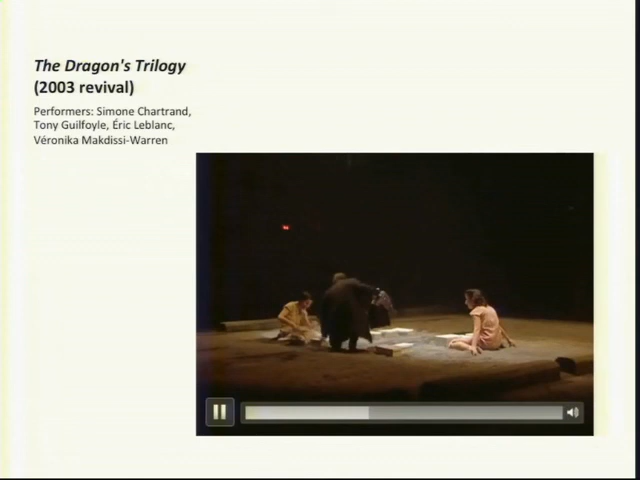 The Dragon's Trilogy
(2003 revival)
Performers: Simone Chartrand,
Tony Guilfoyle, Éric Leblanc,
Véronika Makdissi-Warren